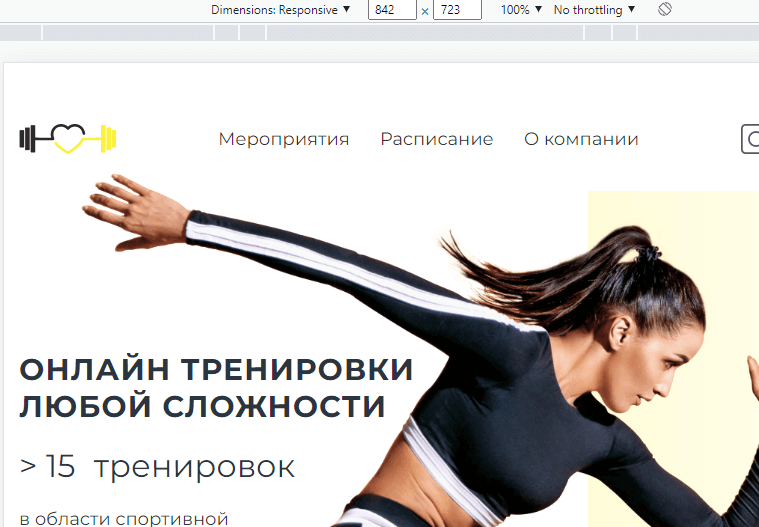 Dimensions: Responsive ▼ 842 × 723 100% ▼ No throttling ▼
Мероприятия Расписание О компании
ОНЛАЙН ТРЕНИРОВКИ
ЛЮБОЙ СЛОЖНОСТИ
> 15 тренировок
в области спортивной